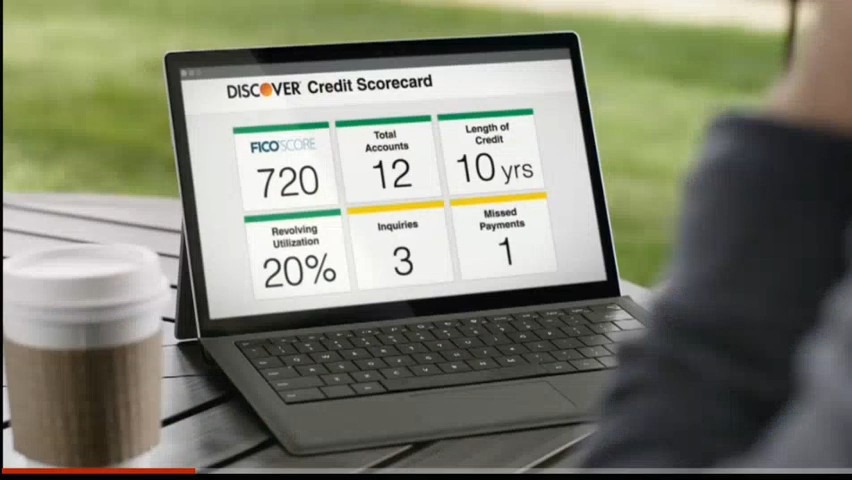 DISCOVER Credit Scorecard
FICO SCORE
720
Total
Accounts
12
Length of
Credit
10 yrs
Revolving
Utilization
20%
Inquiries
3
Missed
Payments
1